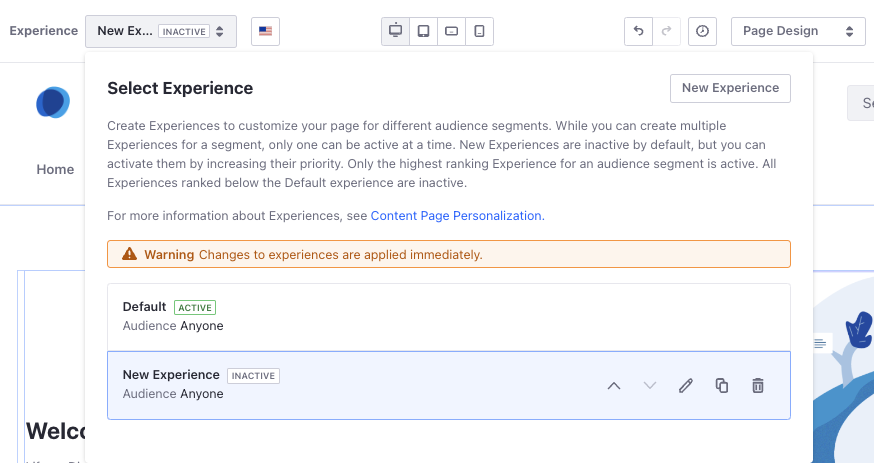 Experience New Ex... INACTIVE Page Design
Select Experience New Experience
Create Experiences to customize your page for different audience segments. While you can create multiple
Experiences for a segment, only one can be active at a time. New Experiences are inactive by default, but you can
activate them by increasing their priority. Only the highest ranking Experience for an audience segment is active. All
Experiences ranked below the Default experience are inactive.
Home
For more information about Experiences, see Content Page Personalization.
Warning Changes to experiences are applied immediately.
Default ACTIVE
Audience Anyone
New Experience INACTIVE
Audience Anyone